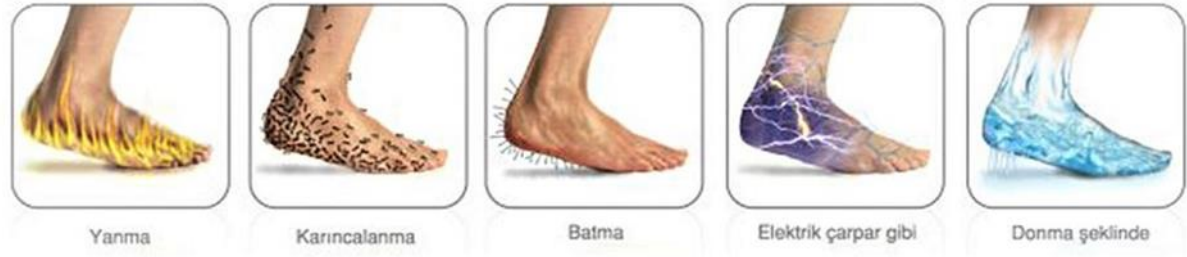 Yanma
Karıncalanma
Batma
Elektrik çarpar gibi
Donma şeklinde